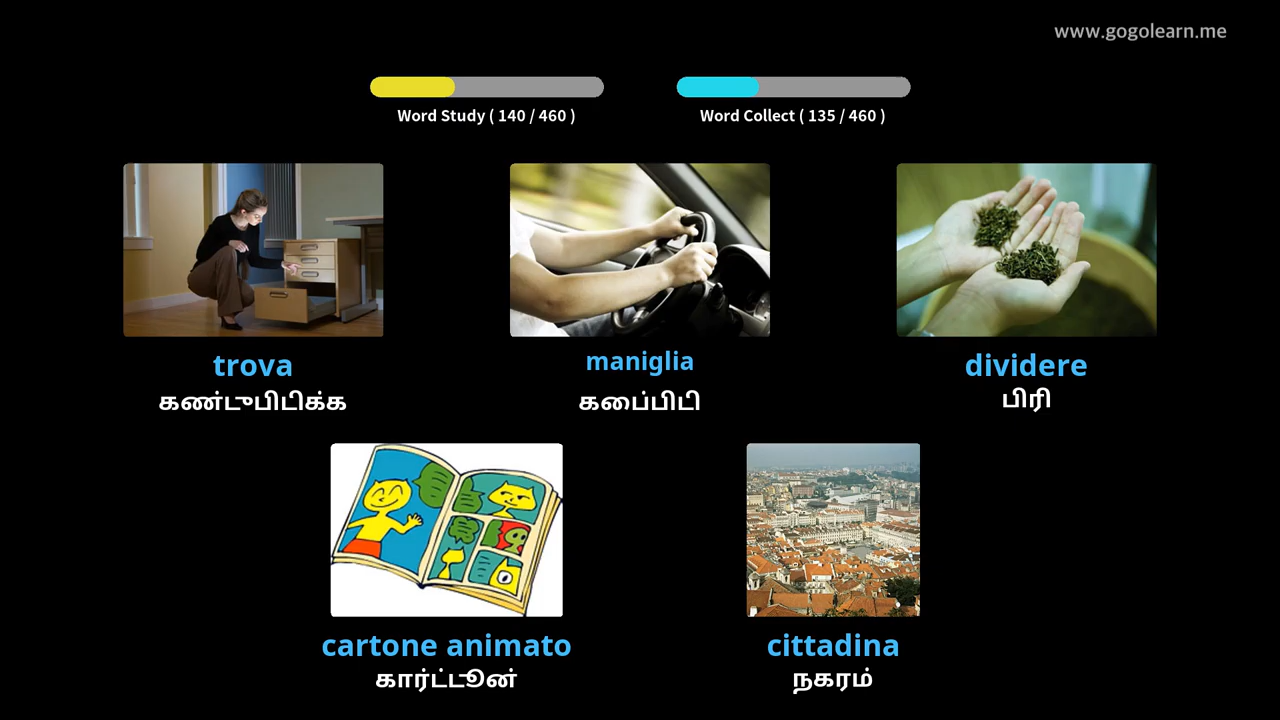 www.gogolearn.me
Word Study ( 140 / 460 )
Word Collect ( 135 / 460 )
trova
கண்டுபிடிக்க
maniglia
கைப்பிடி
dividere
பிரி
cartone animato
கார்ட்டூன்
cittadina
நகரம்